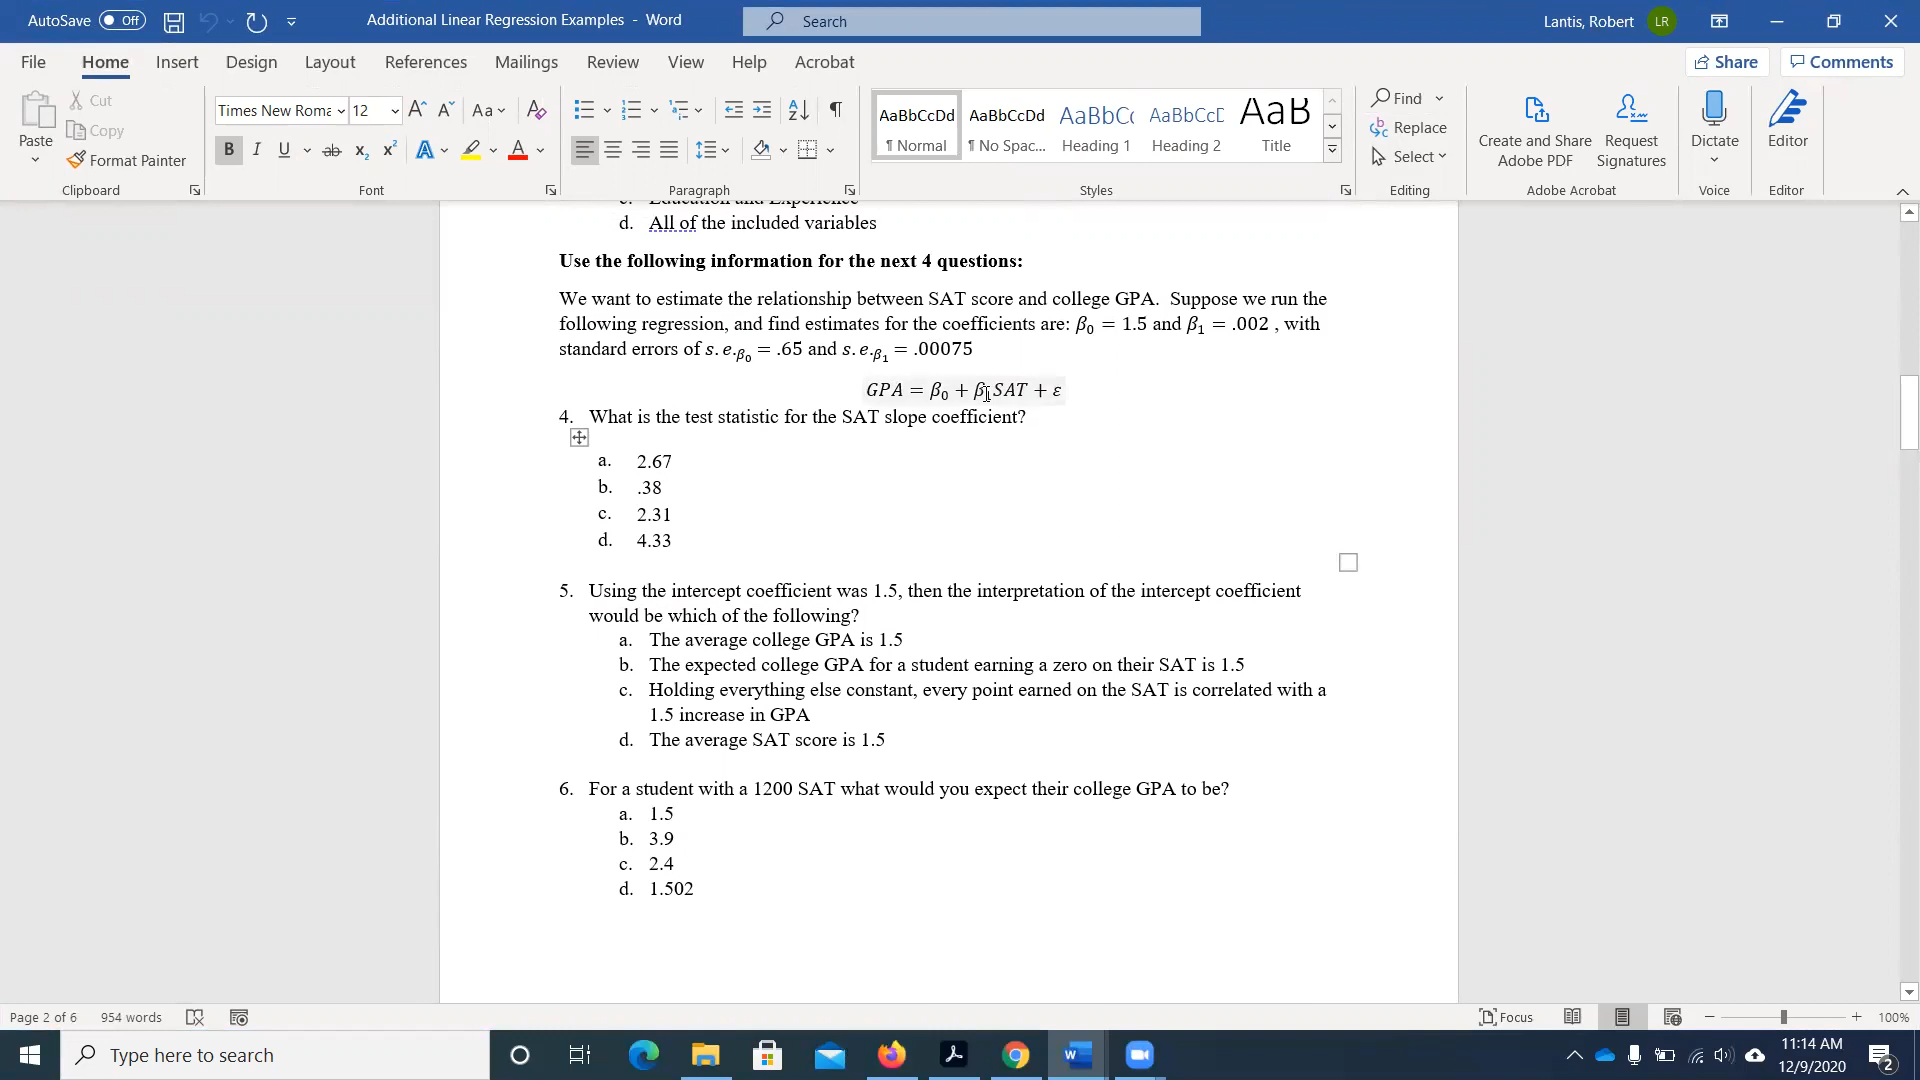 AutoSave Off
Additional Linear Regression Examples - Word
Search
Lantis, Robert LR
File Home Insert Design Layout References Mailings Review View Help Acrobat
Share Comments
Paste
Cut
Copy
Format Painter
Clipboard
Times New Roma 12
Font
Paragraph
AaBbCcDd AaBbCcDd AaBbCc AaBbCcD AaB
¶ Normal ¶ No Spac... Heading 1 Heading 2 Title
Styles
Find
Replace
Select
Editing
Create and Share Adobe PDF
Request Signatures
Adobe Acrobat
Dictate
Voice
Editor
Editor
c. Education and Experience
d. All of the included variables
Use the following information for the next 4 questions:
We want to estimate the relationship between SAT score and college GPA. Suppose we run the
following regression, and find estimates for the coefficients are: β₀ = 1.5 and β₁ = .002 , with
standard errors of s.e.β₀ = .65 and s.e.β₁ = .00075
GPA = β₀ + β₁SAT + ε
4. What is the test statistic for the SAT slope coefficient?
a. 2.67
b. .38
c. 2.31
d. 4.33
5. Using the intercept coefficient was 1.5, then the interpretation of the intercept coefficient
would be which of the following?
a. The average college GPA is 1.5
b. The expected college GPA for a student earning a zero on their SAT is 1.5
c. Holding everything else constant, every point earned on the SAT is correlated with a
1.5 increase in GPA
d. The average SAT score is 1.5
6. For a student with a 1200 SAT what would you expect their college GPA to be?
a. 1.5
b. 3.9
c. 2.4
d. 1.502
Page 2 of 6 954 words
Focus
100%
Type here to search
11:14 AM
12/9/2020
2